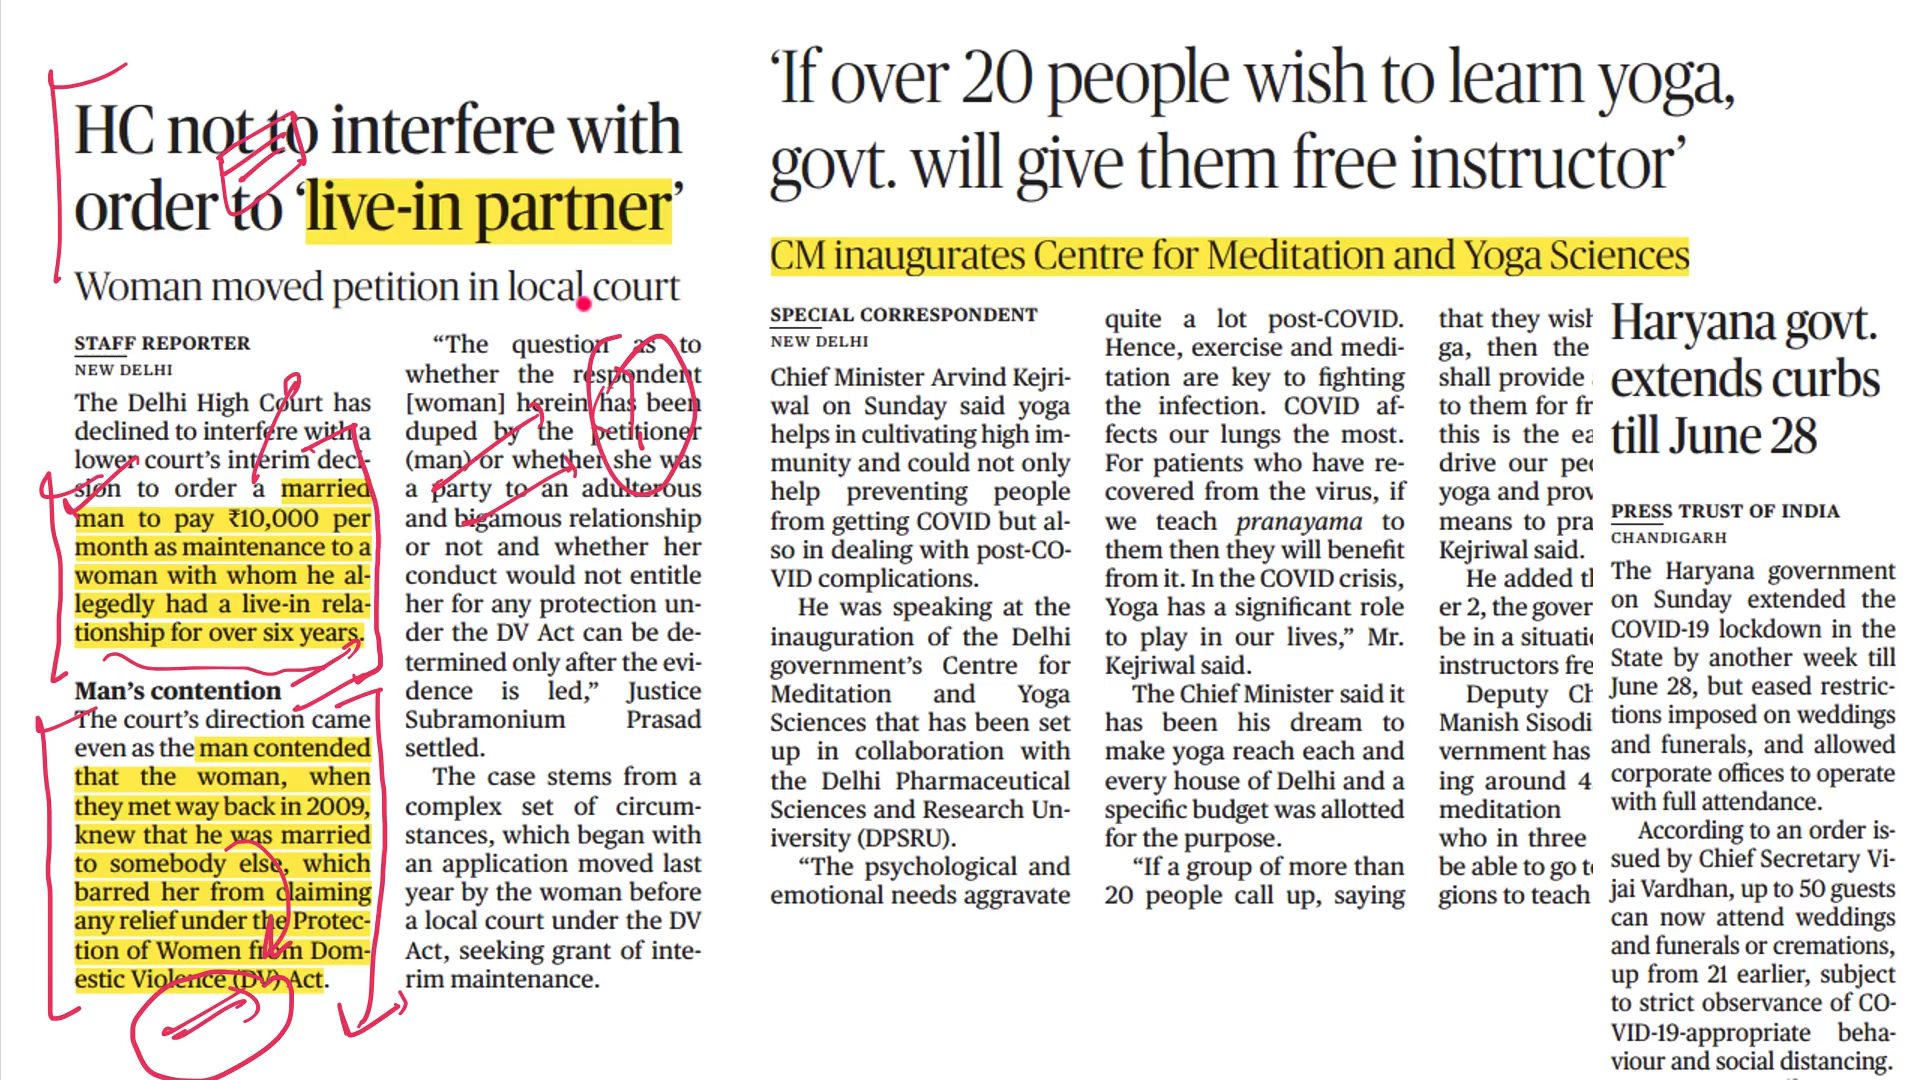 HC not to interfere with
order to ‘live-in partner’
Woman moved petition in local court
STAFF REPORTER
NEW DELHI
The Delhi High Court has
declined to interfere with a
lower court’s interim deci-
sion to order a married
man to pay ₹10,000 per
month as maintenance to a
woman with whom he al-
legedly had a live-in rela-
tionship for over six years.
Man’s contention
The court’s direction came
even as the man contended
that the woman, when
they met way back in 2009,
knew that he was married
to somebody else, which
barred her from claiming
any relief under the Protec-
tion of Women from Dom-
estic Violence (DV) Act.
“The question as to
whether the respondent
[woman] herein has been
duped by the petitioner
(man) or whether she was
a party to an adulterous
and bigamous relationship
or not and whether her
conduct would not entitle
her for any protection un-
der the DV Act can be de-
termined only after the evi-
dence is led,” Justice
Subramonium Prasad
settled.
The case stems from a
complex set of circum-
stances, which began with
an application moved last
year by the woman before
a local court under the DV
Act, seeking grant of inte-
rim maintenance.
‘If over 20 people wish to learn yoga,
govt. will give them free instructor’
CM inaugurates Centre for Meditation and Yoga Sciences
SPECIAL CORRESPONDENT
NEW DELHI
Chief Minister Arvind Kejri-
wal on Sunday said yoga
helps in cultivating high im-
munity and could not only
help preventing people
from getting COVID but al-
so in dealing with post-CO-
VID complications.
He was speaking at the
inauguration of the Delhi
government’s Centre for
Meditation and Yoga
Sciences that has been set
up in collaboration with
the Delhi Pharmaceutical
Sciences and Research Un-
iversity (DPSRU).
“The psychological and
emotional needs aggravate
quite a lot post-COVID.
Hence, exercise and medi-
tation are key to fighting
the infection. COVID af-
fects our lungs the most.
For patients who have re-
covered from the virus, if
we teach pranayama to
them then they will benefit
from it. In the COVID crisis,
Yoga has a significant role
to play in our lives,” Mr.
Kejriwal said.
The Chief Minister said it
has been his dream to
make yoga reach each and
every house of Delhi and a
specific budget was allotted
for the purpose.
“If a group of more than
20 people call up, saying
that they wish
ga, then the
shall provide
to them for fr
this is the ea
drive our peo
yoga and prov
means to pra
Kejriwal said.
He added th
er 2, the gover
be in a situati
instructors fre
Deputy Ch
Manish Sisodi
vernment has
ing around 4
meditation
who in three
be able to go to
gions to teach
Haryana govt.
extends curbs
till June 28
PRESS TRUST OF INDIA
CHANDIGARH
The Haryana government
on Sunday extended the
COVID-19 lockdown in the
State by another week till
June 28, but eased restric-
tions imposed on weddings
and funerals, and allowed
corporate offices to operate
with full attendance.
According to an order is-
sued by Chief Secretary Vi-
jai Vardhan, up to 50 guests
can now attend weddings
and funerals or cremations,
up from 21 earlier, subject
to strict observance of CO-
VID-19-appropriate beha-
viour and social distancing.